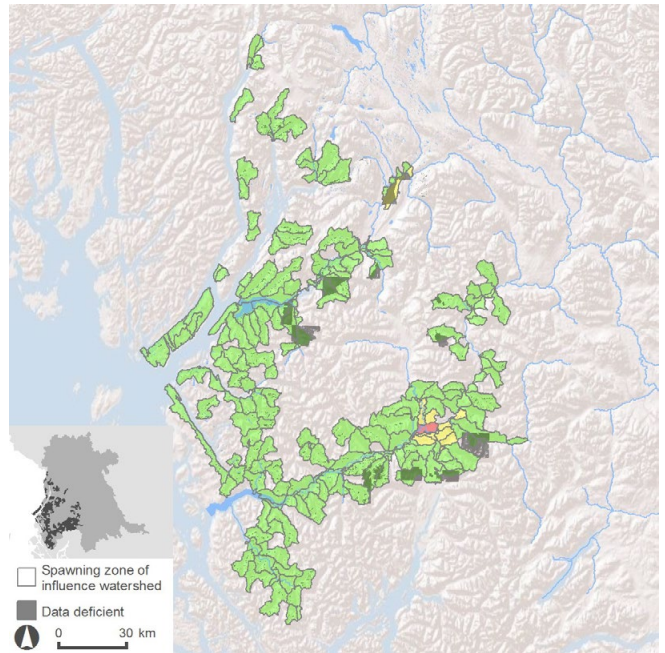 Spawning zone of
influence watershed
Data deficient
0 30 km